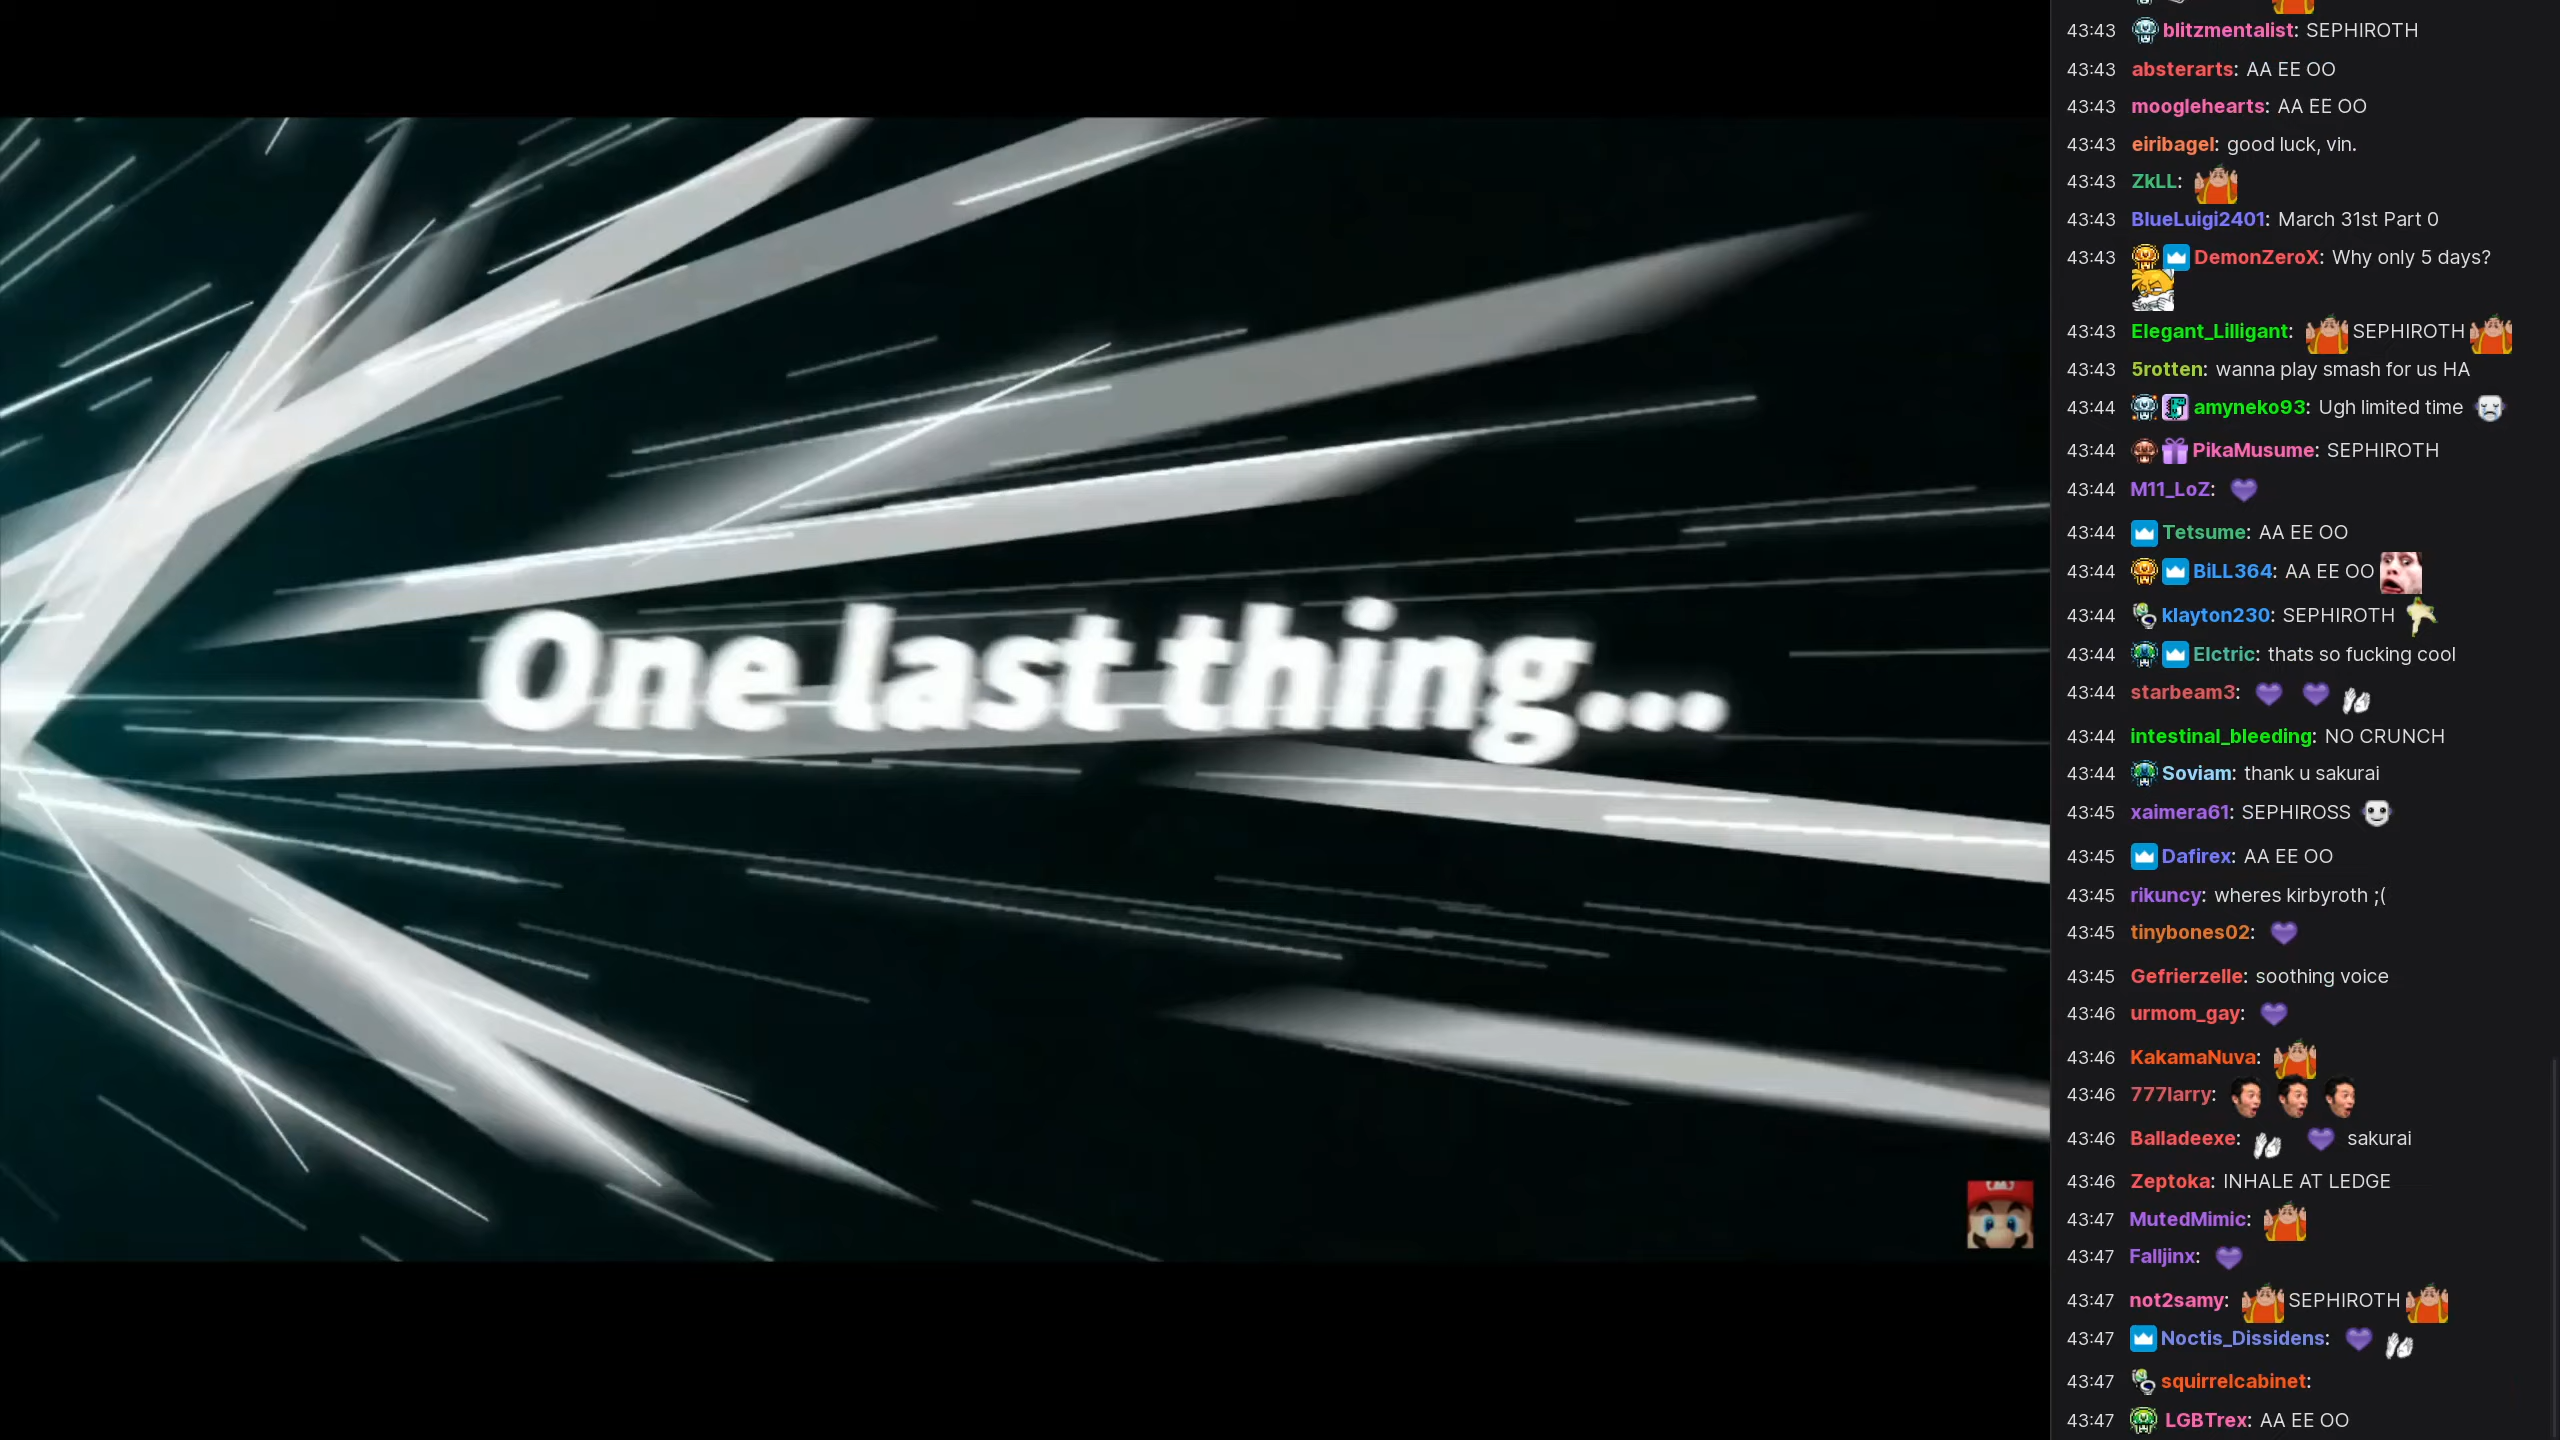 One last thing...
43:43 blitzmentalist: SEPHIROTH
43:43 absterarts: AA EE OO
43:43 mooglehearts: AA EE OO
43:43 eiribagel: good luck, vin.
43:43 ZkLL:
43:43 BlueLuigi2401: March 31st Part 0
43:43 DemonZeroX: Why only 5 days?
43:43 Elegant_Lilligant: SEPHIROTH
43:43 5rotten: wanna play smash for us HA
43:44 amyneko93: Ugh limited time
43:44 PikaMusume: SEPHIROTH
43:44 M11_LoZ:
43:44 Tetsume: AA EE OO
43:44 BiLL364: AA EE OO
43:44 klayton230: SEPHIROTH
43:44 Elctric: thats so fucking cool
43:44 starbeam3:
43:44 intestinal_bleeding: NO CRUNCH
43:44 Soviam: thank u sakurai
43:45 xaimera61: SEPHIROSS
43:45 Dafirex: AA EE OO
43:45 rikuncy: wheres kirbyroth ;(
43:45 tinybones02:
43:45 Gefrierzelle: soothing voice
43:46 urmom_gay:
43:46 KakamaNuva:
43:46 777larry:
43:46 Balladeexe: sakurai
43:46 Zeptoka: INHALE AT LEDGE
43:47 MutedMimic:
43:47 Falljinx:
43:47 not2samy: SEPHIROTH
43:47 Noctis_Dissidens:
43:47 squirrelcabinet:
43:47 LGBTrex: AA EE OO